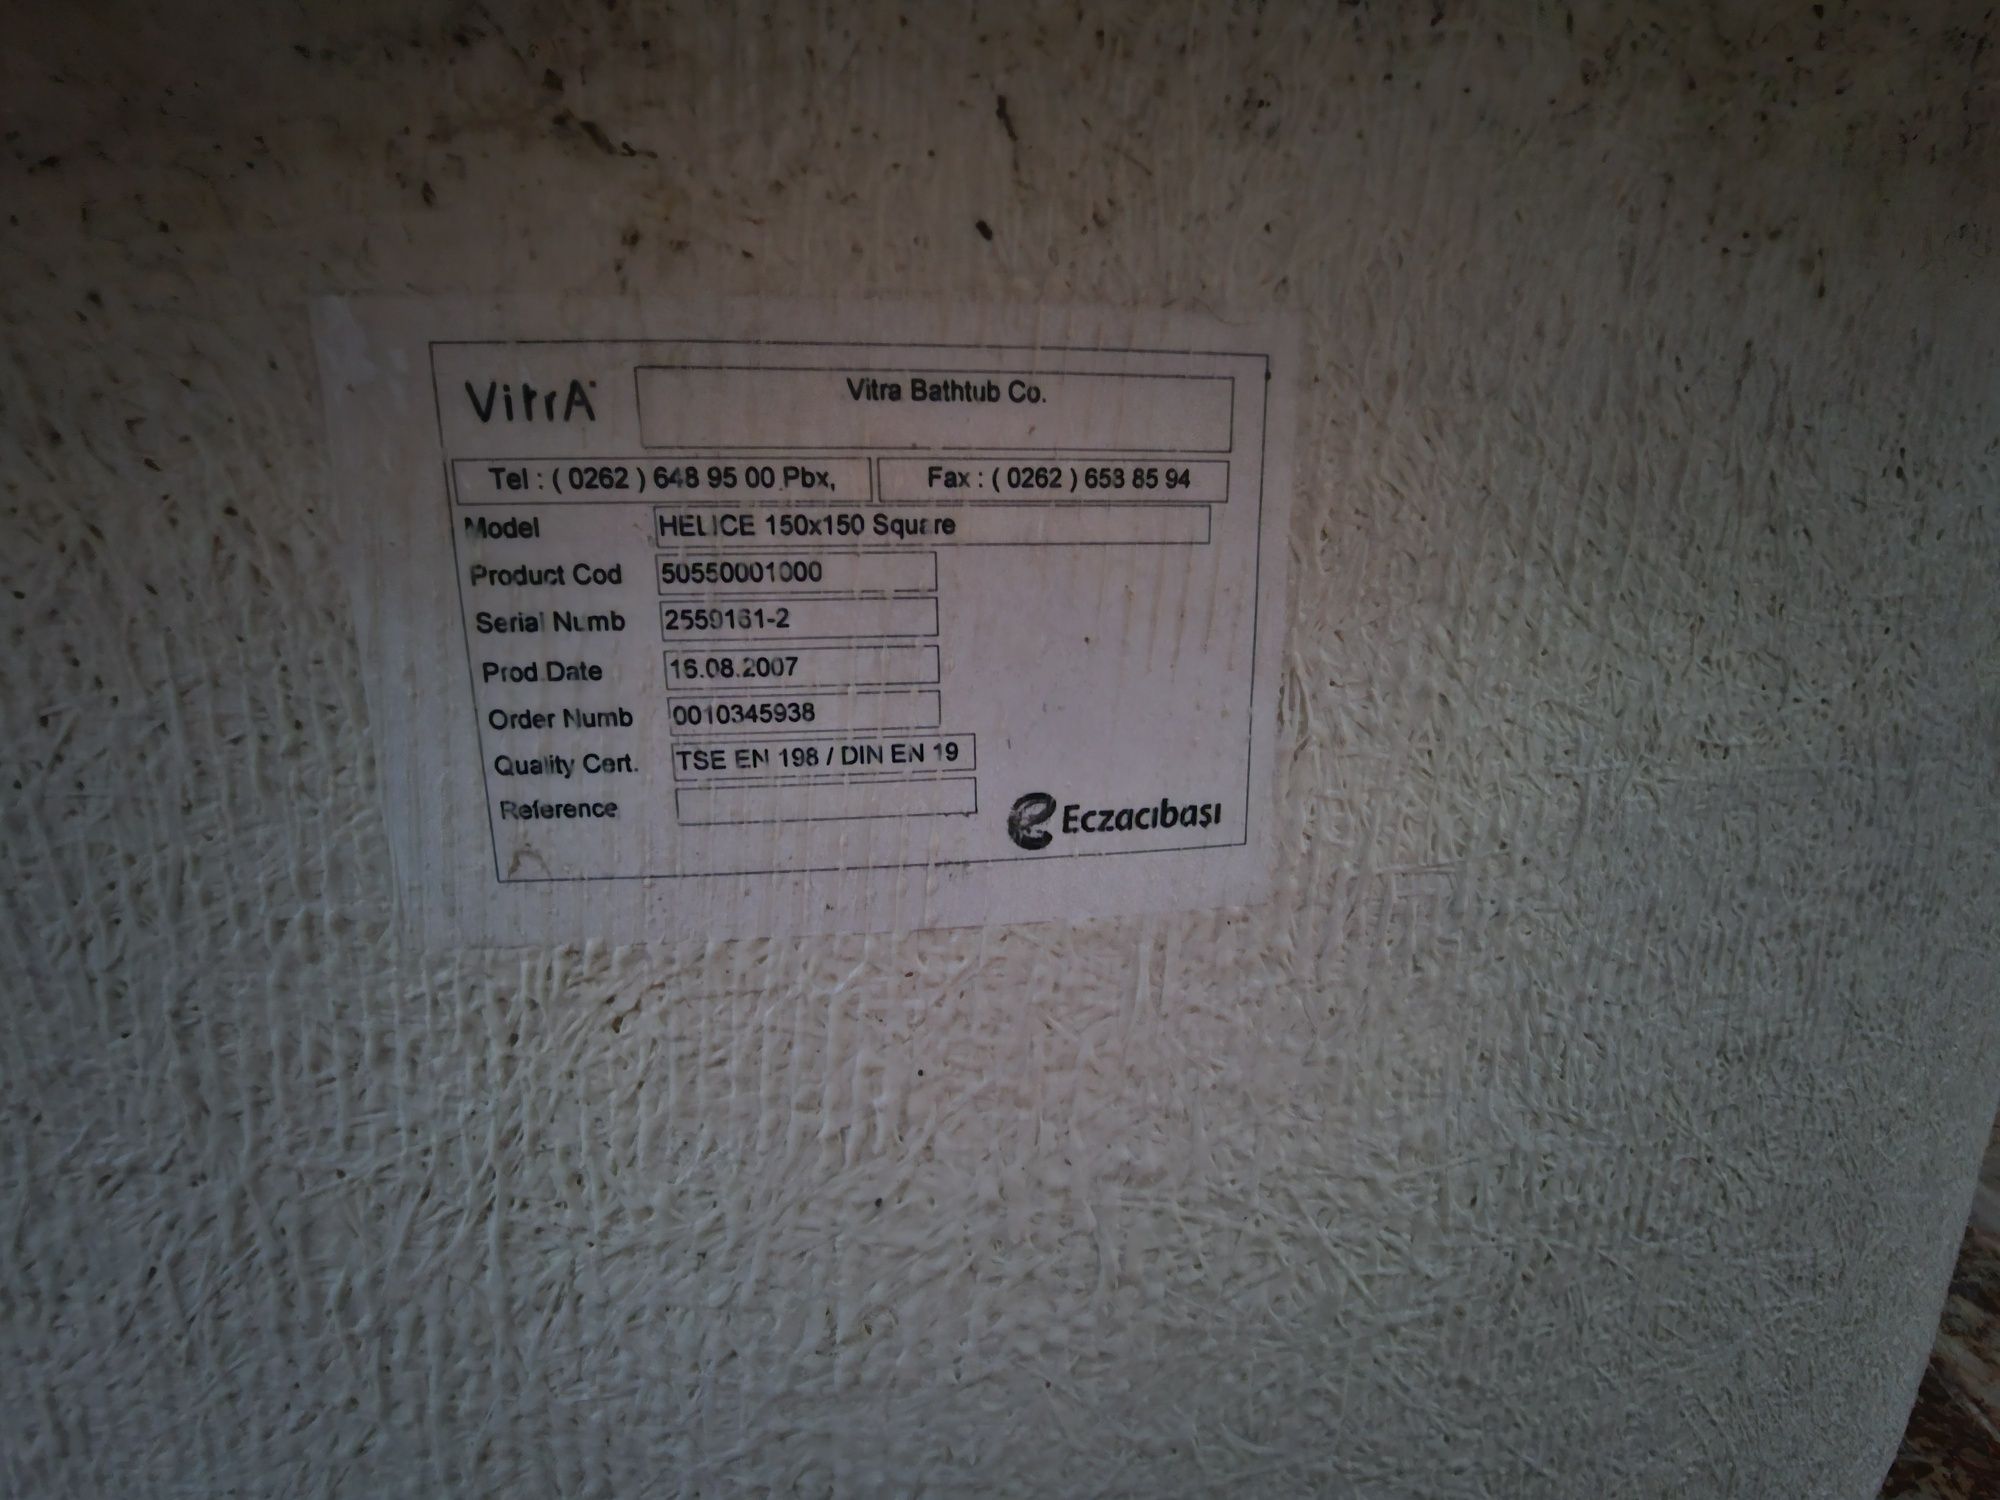 VitrA
Vitra Bathtub Co.
Tel : ( 0262 ) 648 95 00 Pbx,
Fax : ( 0262 ) 658 85 94
Model HELICE 150x150 Square
Product Cod 50550001000
Serial Numb 2550161-2
Prod.Date 16.08.2007
Order Numb 0010345938
Quality Cert. TSE EN 198 / DIN EN 19
Reference
Eczacıbaşı